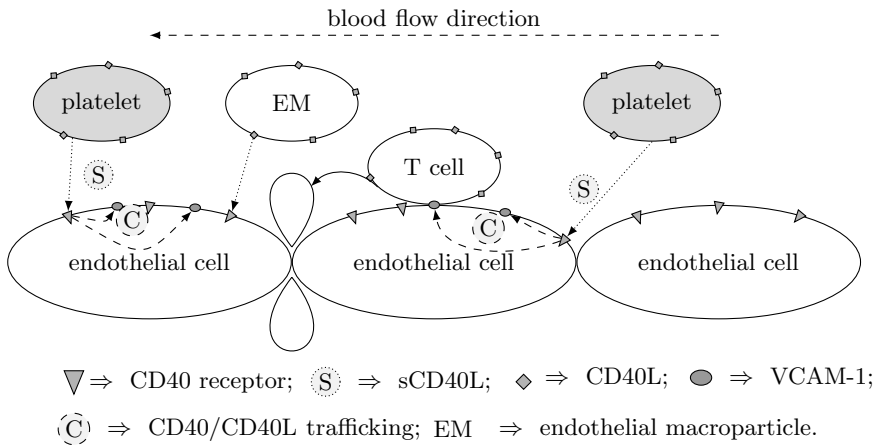 blood flow direction
platelet
EM
platelet
T cell
S
S
C
C
endothelial cell
endothelial cell
endothelial cell
⇒ CD40 receptor; S ⇒ sCD40L; ⇒ CD40L; ⇒ VCAM-1;
C ⇒ CD40/CD40L trafficking; EM ⇒ endothelial macroparticle.